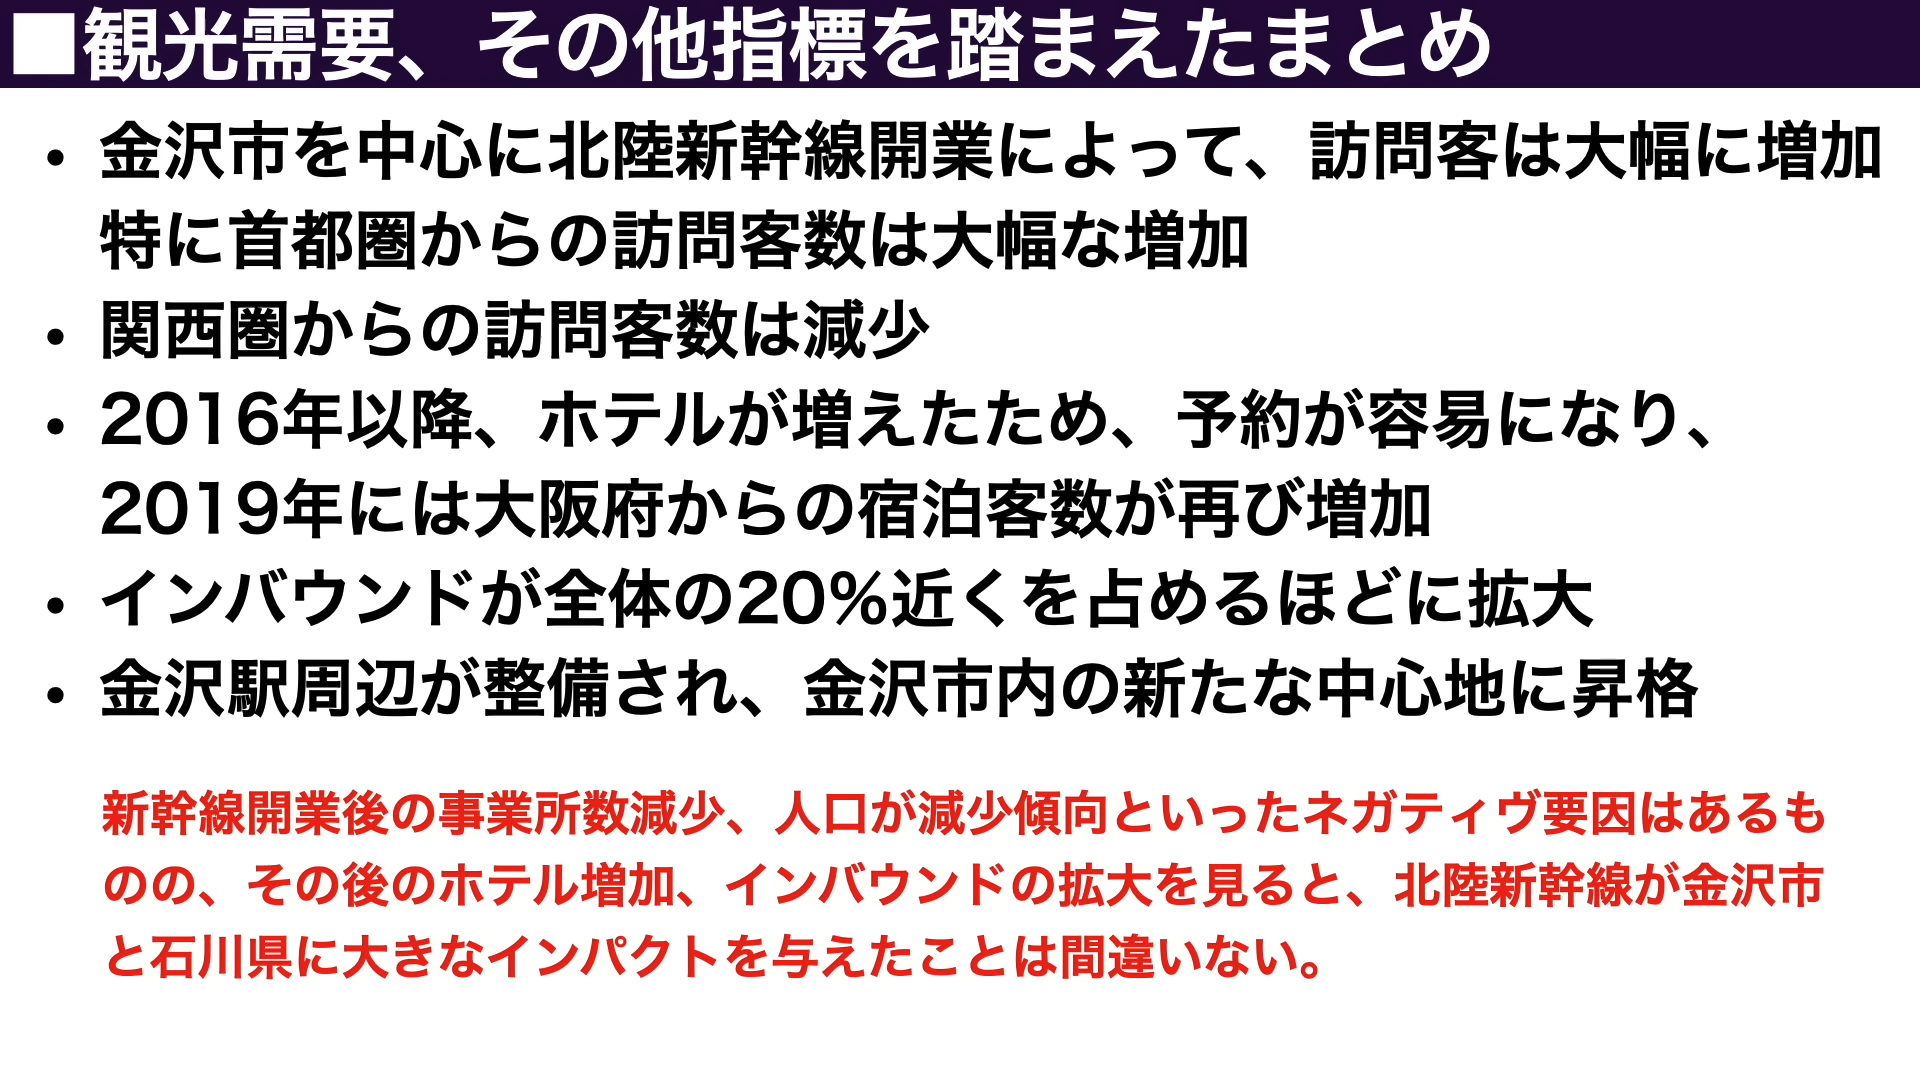 ■観光需要、その他指標を踏まえたまとめ
• 金沢市を中心に北陸新幹線開業によって、訪問客は大幅に増加
特に首都圏からの訪問客数は大幅な増加
• 関西圏からの訪問客数は減少
• 2016年以降、ホテルが増えたため、予約が容易になり、
2019年には大阪府からの宿泊客数が再び増加
• インバウンドが全体の20%近くを占めるほどに拡大
• 金沢駅周辺が整備され、金沢市内の新たな中心地に昇格
新幹線開業後の事業所数減少、人口が減少傾向といったネガティヴ要因はあるも
のの、その後のホテル増加、インバウンドの拡大を見ると、北陸新幹線が金沢市
と石川県に大きなインパクトを与えたことは間違いない。